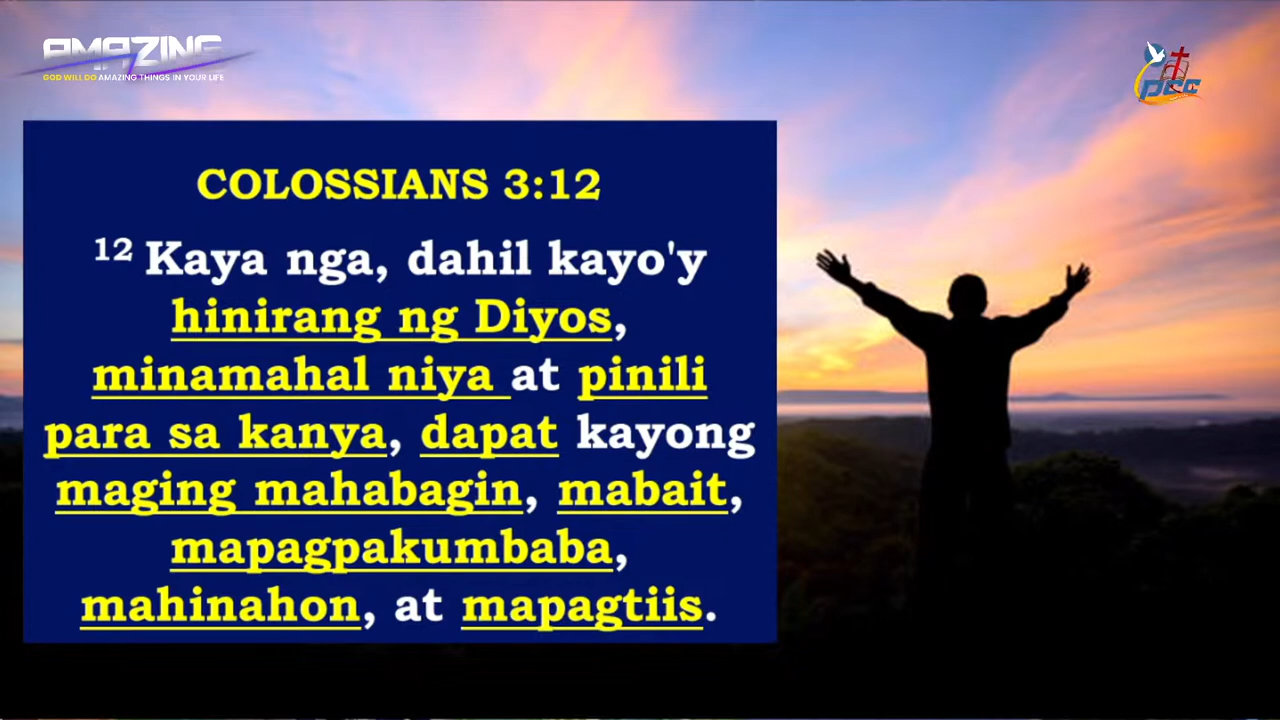 AMAZING
GOD WILL DO AMAZING THINGS IN YOUR LIFE
PCC
COLOSSIANS 3:12
12 Kaya nga, dahil kayo'y
hinirang ng Diyos,
minamahal niya at pinili
para sa kanya, dapat kayong
maging mahabagin, mabait,
mapagpakumbaba,
mahinahon, at mapagtiis.